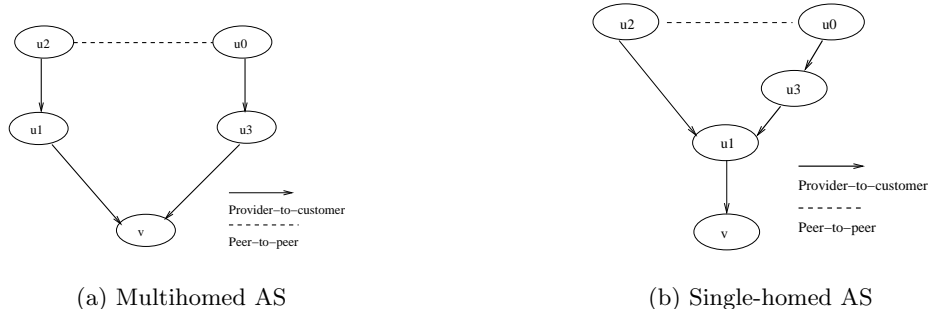 u2
u0
u1
u3
v
Provider−to−customer
Peer−to−peer
(a) Multihomed AS
u2
u0
u3
u1
v
Provider−to−customer
Peer−to−peer
(b) Single-homed AS